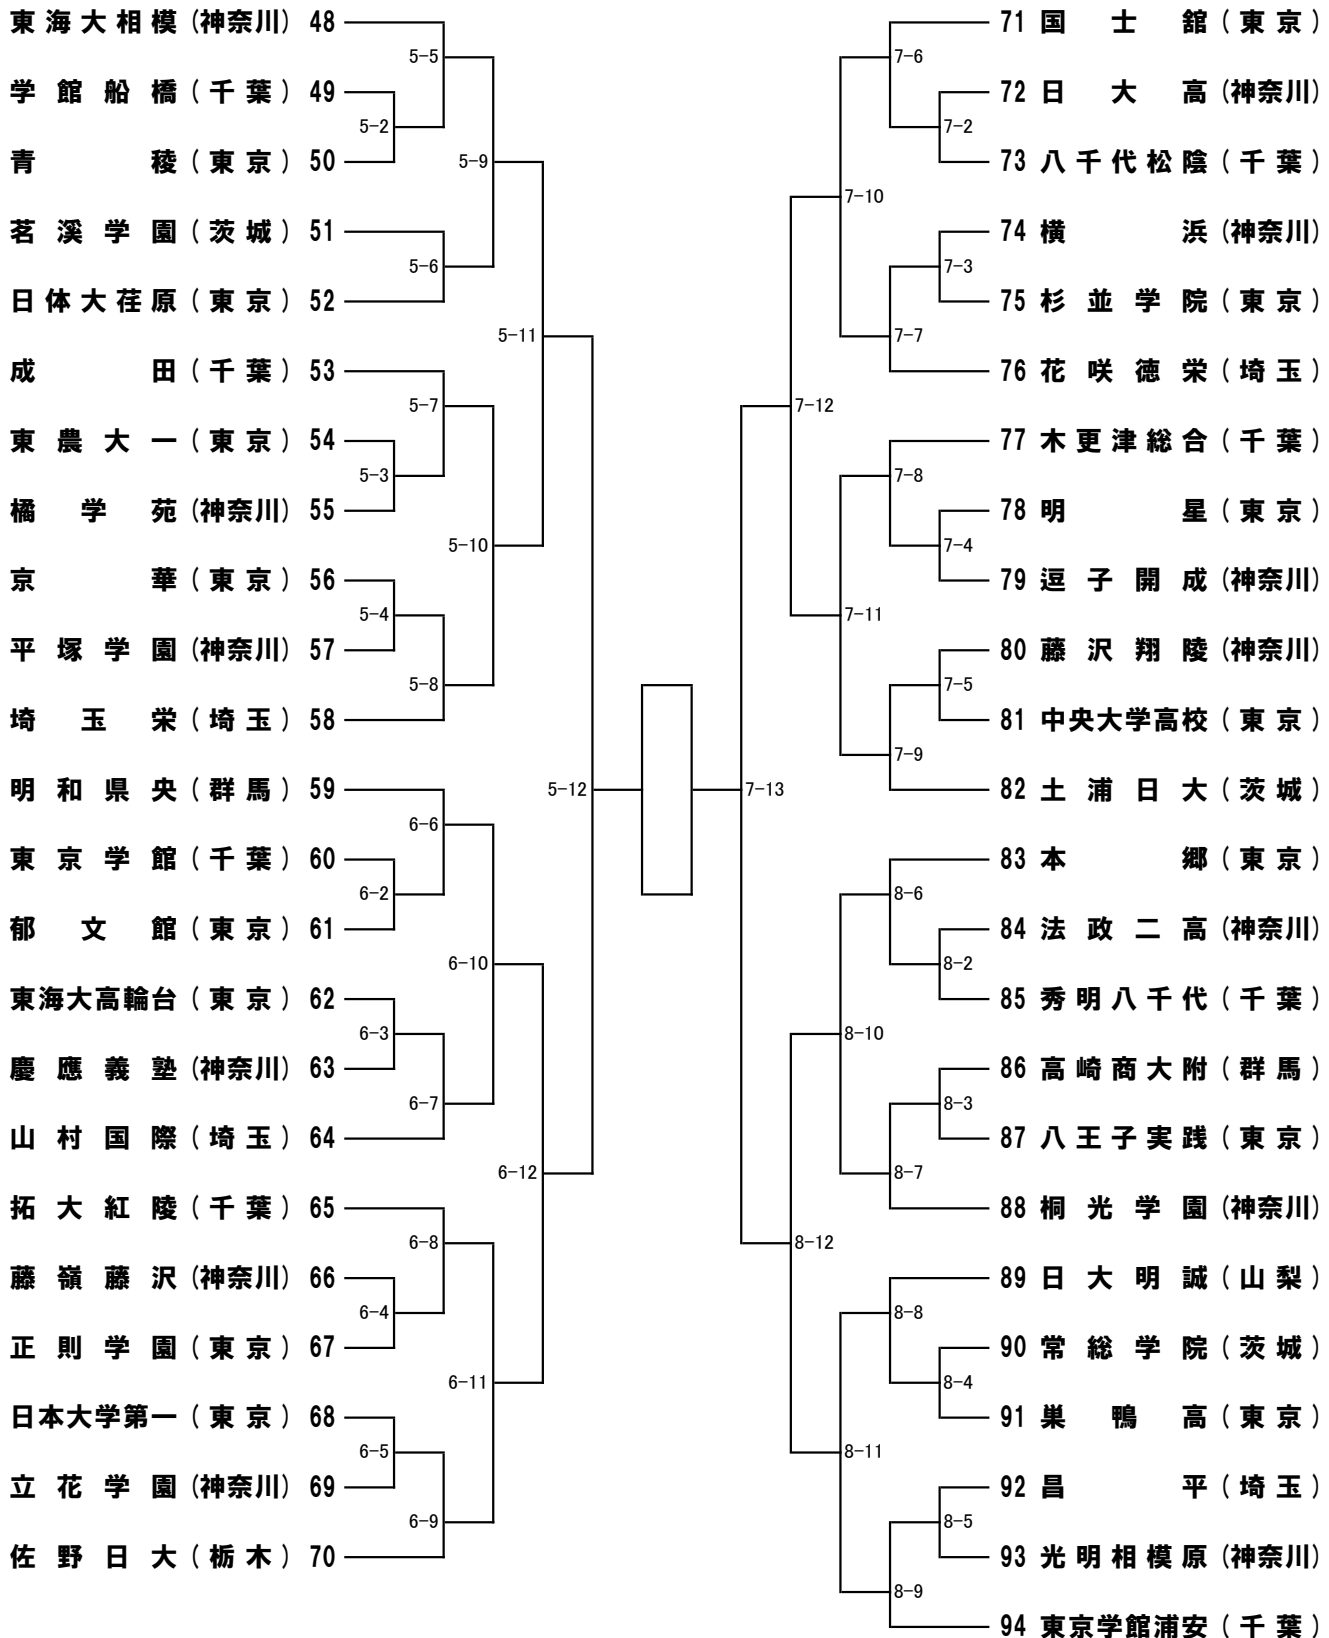 東海大相模 (神奈川) 48
学館船橋 (千葉) 49
青稜 (東京) 50
茗溪学園 (茨城) 51
日体大荏原 (東京) 52
成田 (千葉) 53
東農大一 (東京) 54
橘学苑 (神奈川) 55
京華 (東京) 56
平塚学園 (神奈川) 57
埼玉栄 (埼玉) 58
明和県央 (群馬) 59
東京学館 (千葉) 60
郁文館 (東京) 61
東海大高輪台 (東京) 62
慶應義塾 (神奈川) 63
山村国際 (埼玉) 64
拓大紅陵 (千葉) 65
藤嶺藤沢 (神奈川) 66
正則学園 (東京) 67
日本大学第一 (東京) 68
立花学園 (神奈川) 69
佐野日大 (栃木) 70
5-5
5-2
5-9
5-6
5-11
5-7
5-3
5-10
5-4
5-8
5-12
6-6
6-2
6-10
6-3
6-7
6-12
6-8
6-4
6-11
6-5
6-9
71 国士舘 (東京)
72 日大高 (神奈川)
73 八千代松陰 (千葉)
74 横浜 (神奈川)
75 杉並学院 (東京)
76 花咲徳栄 (埼玉)
77 木更津総合 (千葉)
78 明星 (東京)
79 逗子開成 (神奈川)
80 藤沢翔陵 (神奈川)
81 中央大学高校 (東京)
82 土浦日大 (茨城)
83 本郷 (東京)
84 法政二高 (神奈川)
85 秀明八千代 (千葉)
86 高崎商大附 (群馬)
87 八王子実践 (東京)
88 桐光学園 (神奈川)
89 日大明誠 (山梨)
90 常総学院 (茨城)
91 巣鴨高 (東京)
92 昌平 (埼玉)
93 光明相模原 (神奈川)
94 東京学館浦安 (千葉)
7-6
7-2
7-10
7-3
7-7
7-12
7-8
7-4
7-11
7-5
7-9
7-13
8-6
8-2
8-10
8-3
8-7
8-12
8-8
8-4
8-11
8-5
8-9